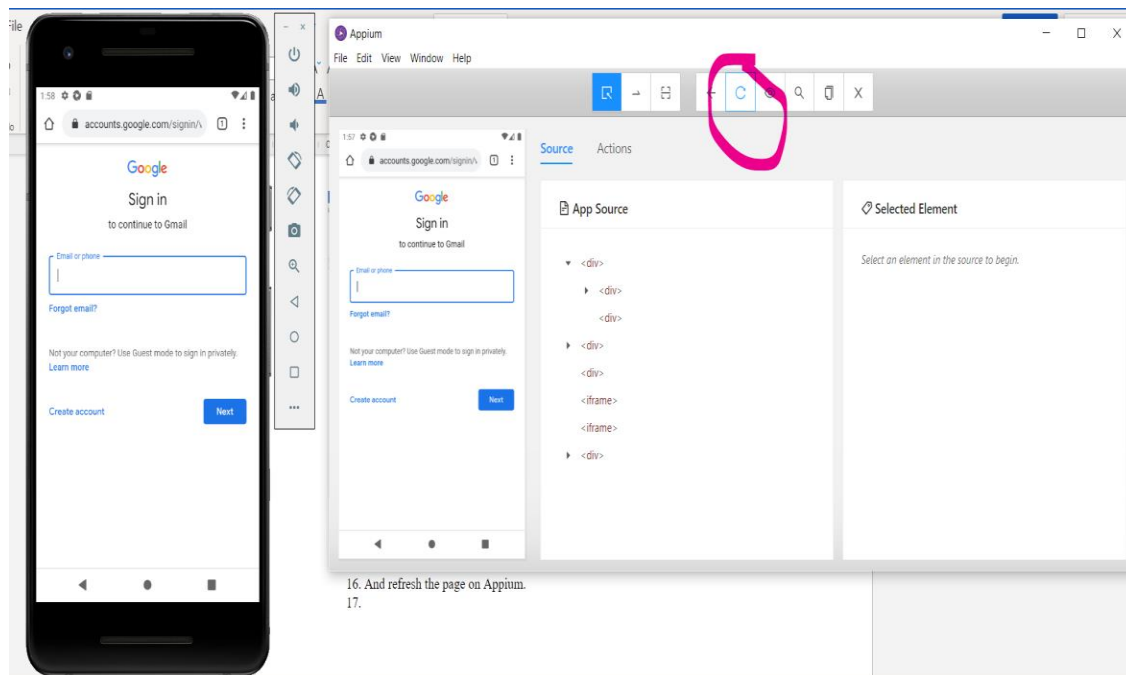 File
1:58
accounts.google.com/signin/v
1
Google
Sign in
to continue to Gmail
Email or phone
Forgot email?
Not your computer? Use Guest mode to sign in privately.
Learn more
Create account
Next
A
Appium
File Edit View Window Help
1:57
accounts.google.com/signin/v
1
Google
Sign in
to continue to Gmail
Email or phone
Forgot email?
Not your computer? Use Guest mode to sign in privately.
Learn more
Create account
Next
Source Actions
App Source
<div>
<div>
<div>
<div>
<div>
<iframe>
<iframe>
<div>
Selected Element
Select an element in the source to begin.
16. And refresh the page on Appium.
17.